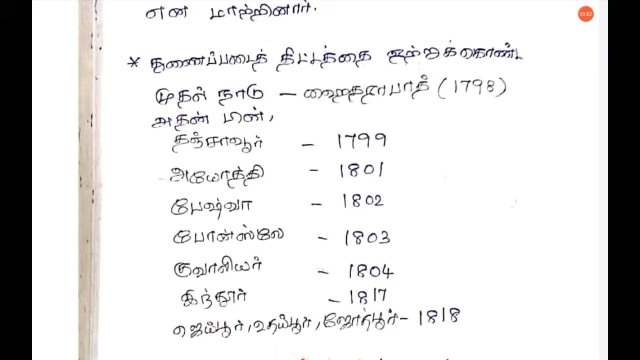 என மாற்றினார்.
* துணைப்படைத் திட்டத்தை ஏற்றுக்கொண்ட
முதல் நாடு – ஹைதராபாத் (1798)
அதன் பின்,
தஞ்சாவூர் – 1799
அயோத்தி – 1801
பேஷ்வா – 1802
போன்ஸ்லே – 1803
குவாலியர் – 1804
இந்தூர் – 1817
ஜெய்பூர், உதய்பூர், ஜோத்பூர் – 1818